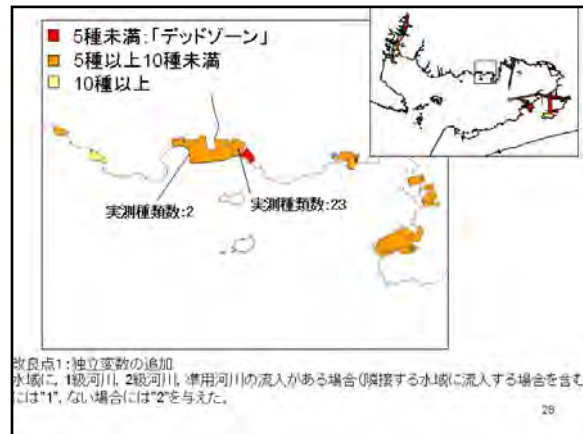 5種未満:「デッドゾーン」
5種以上10種未満
10種以上
実測種類数:2
実測種類数:23
改良点1:独立変数の追加
水域に, 1級河川, 2級河川, 準用河川の流入がある場合(隣接する水域に流入する場合を含む
には"1", ない場合には"2"を与えた。
28